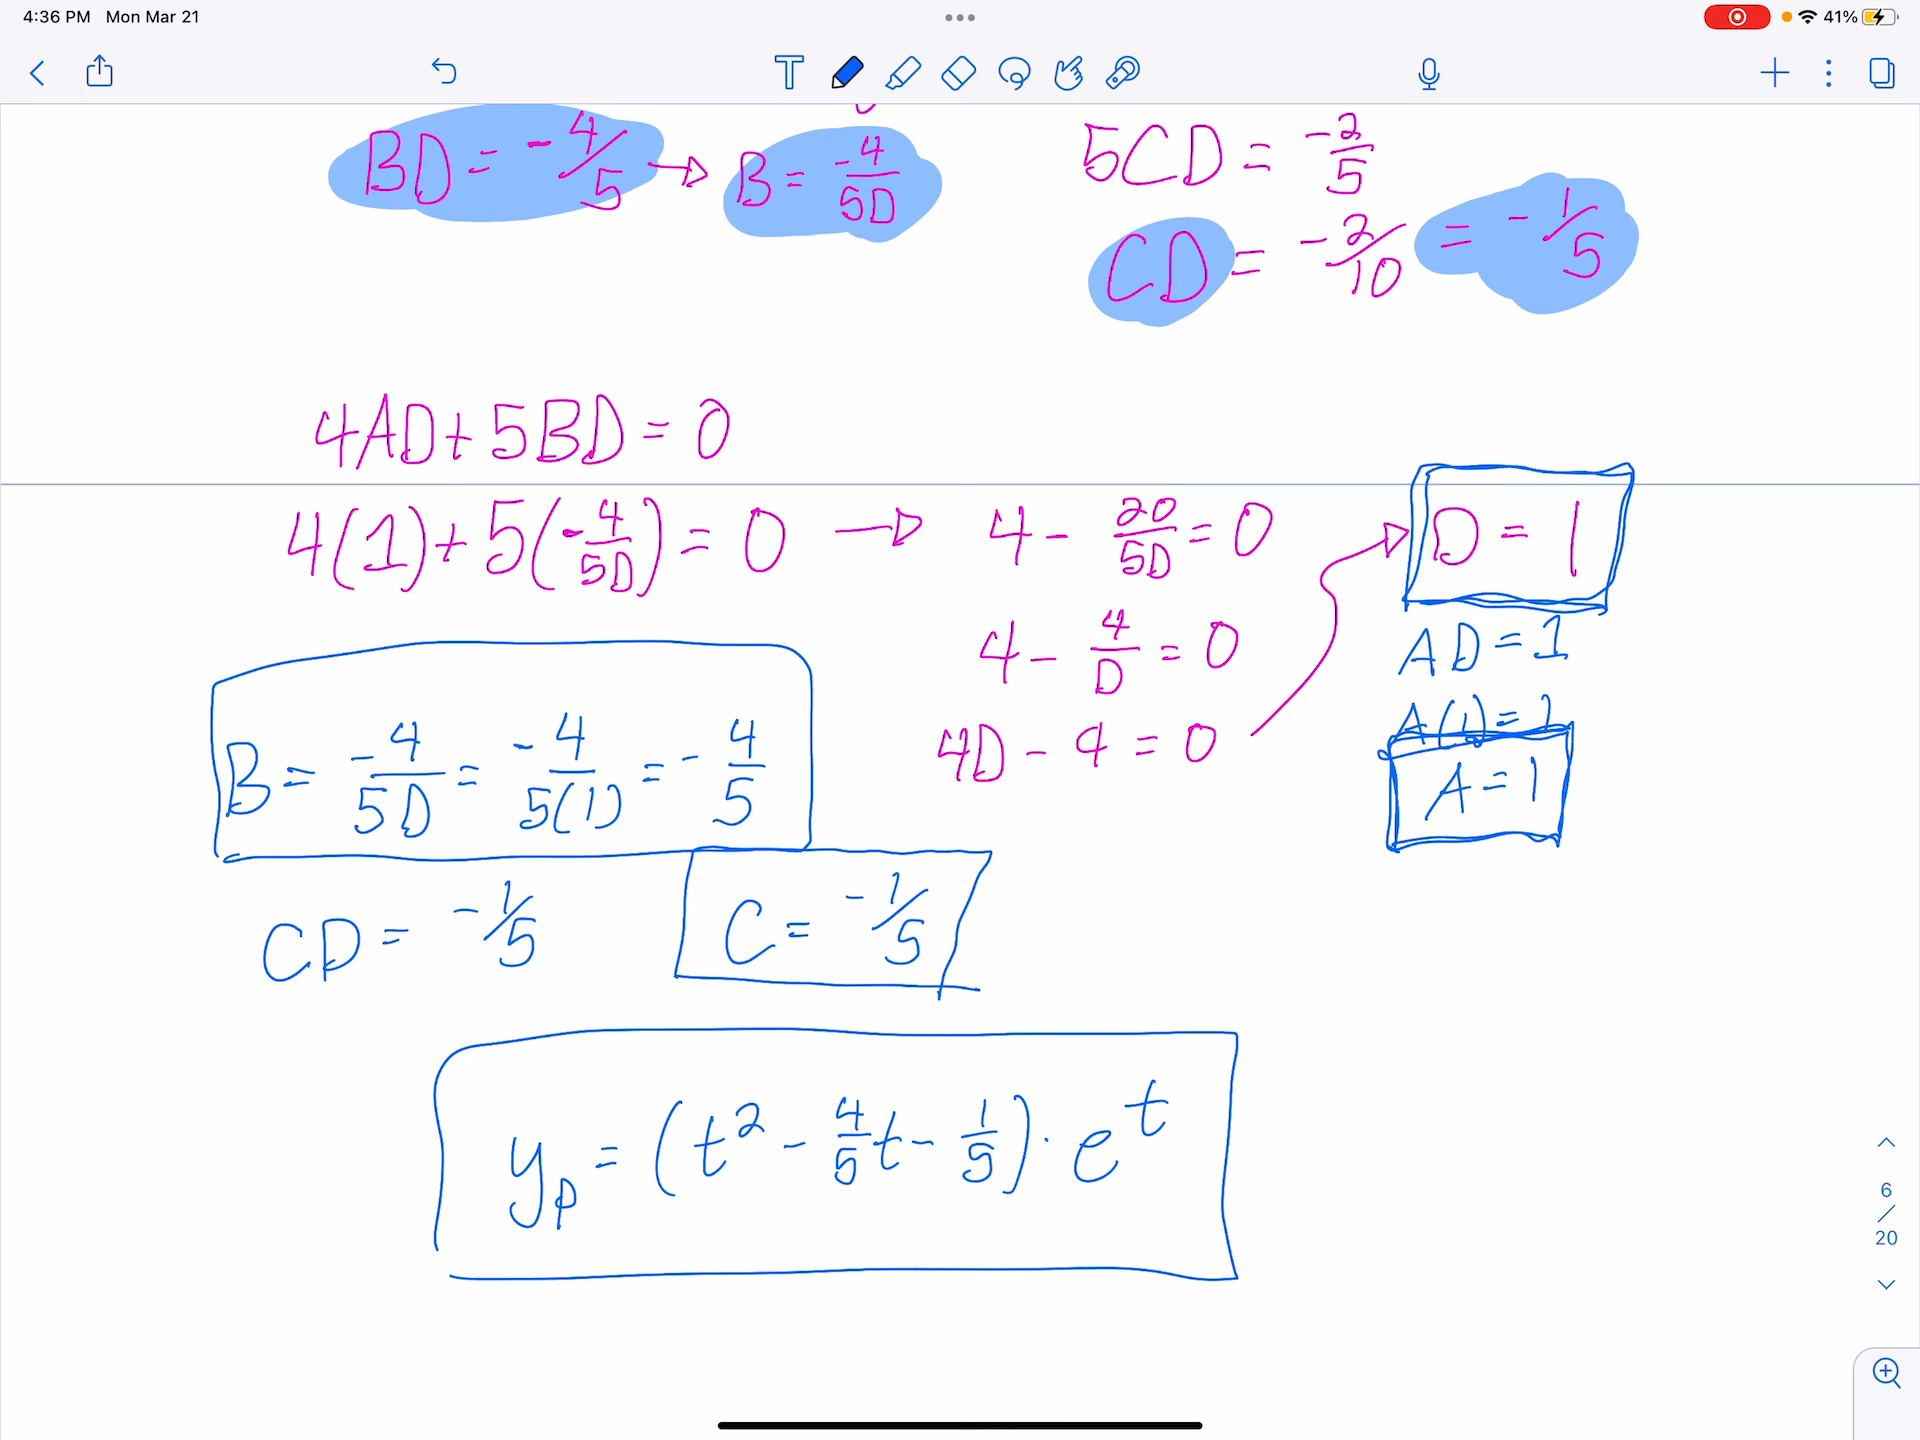 4:36 PM Mon Mar 21
41%
BD = -4/5 → B = -4/5D
5CD = -2/5
CD = -2/10 = -1/5
4AD + 5BD = 0
4(1) + 5(-4/5D) = 0 → 4 - 20/5D = 0
D = 1
4 - 4/D = 0
AD = 1
4D - 4 = 0
A(1) = 1
A = 1
B = -4/5D = -4/5(1) = -4/5
CD = -1/5
C = -1/5
yp = (t² - 4/5 t - 1/5) · e^t
6
/
20